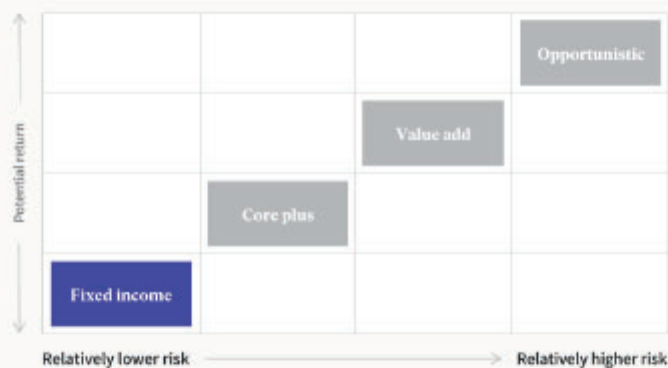 Opportunistic
Value add
Potential return
Core plus
Fixed income
Relatively lower risk
Relatively higher risk